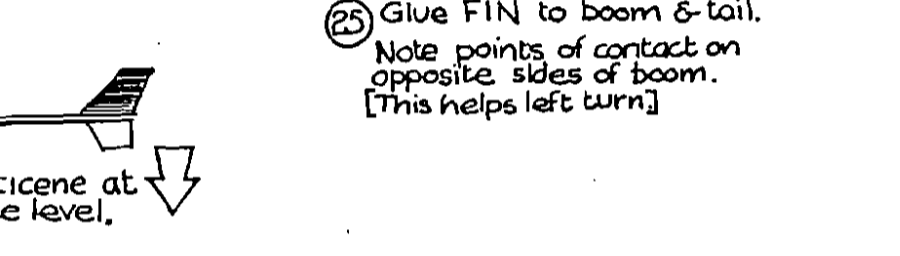 25 Glue FIN to boom & tail.
Note points of contact on
opposite sides of boom.
[This helps left turn]
at
level.